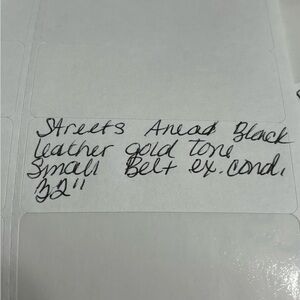 Streets Ahead Black
leather gold tone
Small Belt ex. cond.
32"